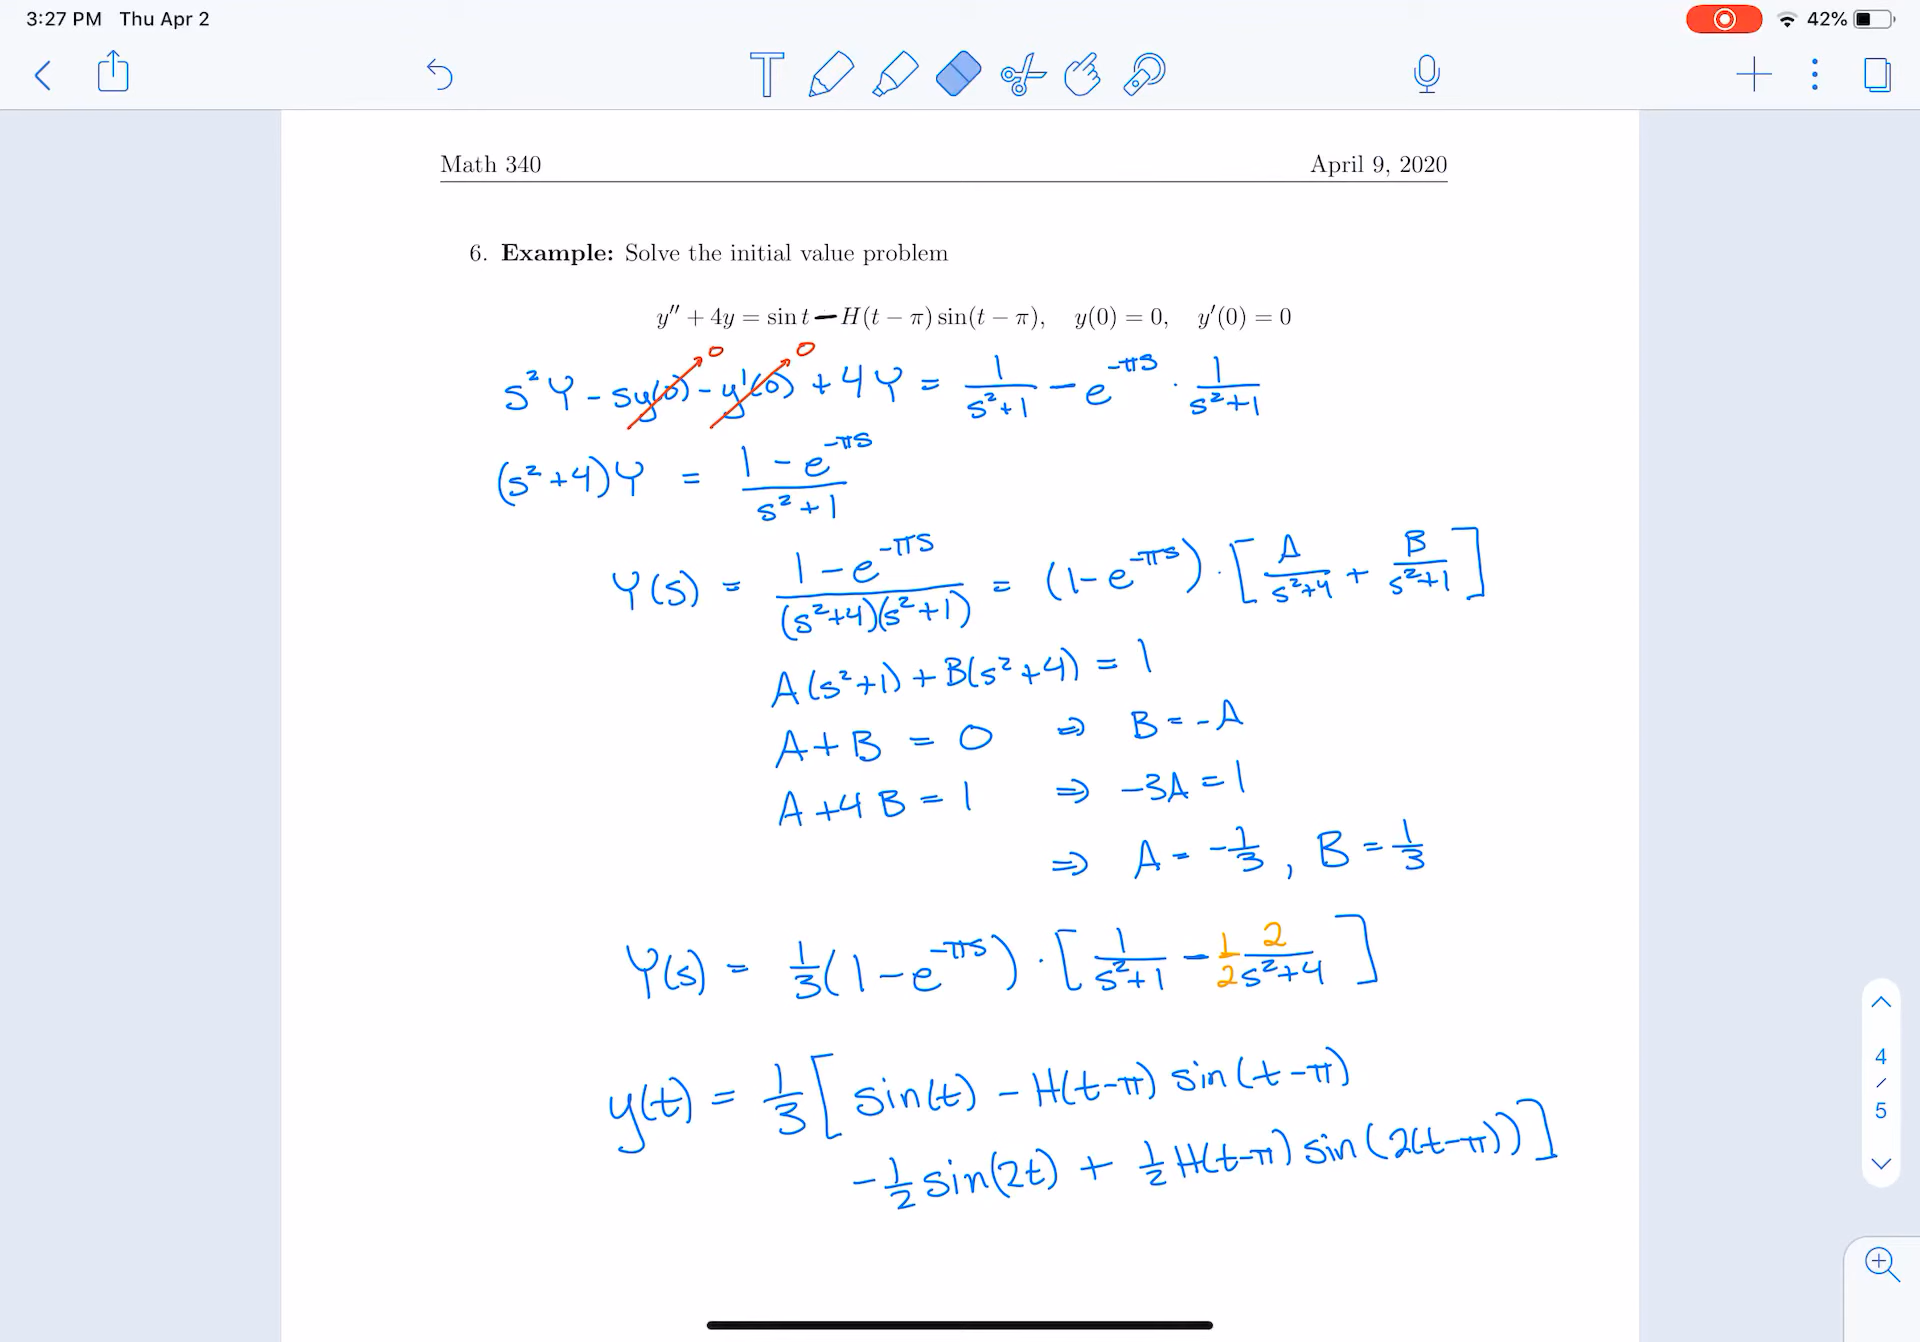 3:27 PM Thu Apr 2 42%
Math 340 April 9, 2020
6. Example: Solve the initial value problem
y″ + 4y = sin t − H(t − π) sin(t − π), y(0) = 0, y′(0) = 0
0 0
s²Y - sy(0) - y'(0) + 4Y = 1/(s²+1) - e^(-πs) · 1/(s²+1)
(s²+4)Y = (1 - e^(-πs))/(s²+1)
Y(s) = (1 - e^(-πs))/((s²+4)(s²+1)) = (1 - e^(-πs)) · [A/(s²+4) + B/(s²+1)]
A(s²+1) + B(s²+4) = 1
A + B = 0 ⇒ B = -A
A + 4B = 1 ⇒ -3A = 1
⇒ A = -1/3, B = 1/3
Y(s) = 1/3(1 - e^(-πs)) · [1/(s²+1) - 1/2 2/(s²+4)]
y(t) = 1/3[sin(t) - H(t-π) sin(t-π)
-1/2 sin(2t) + 1/2 H(t-π) sin(2(t-π))]
4
/
5